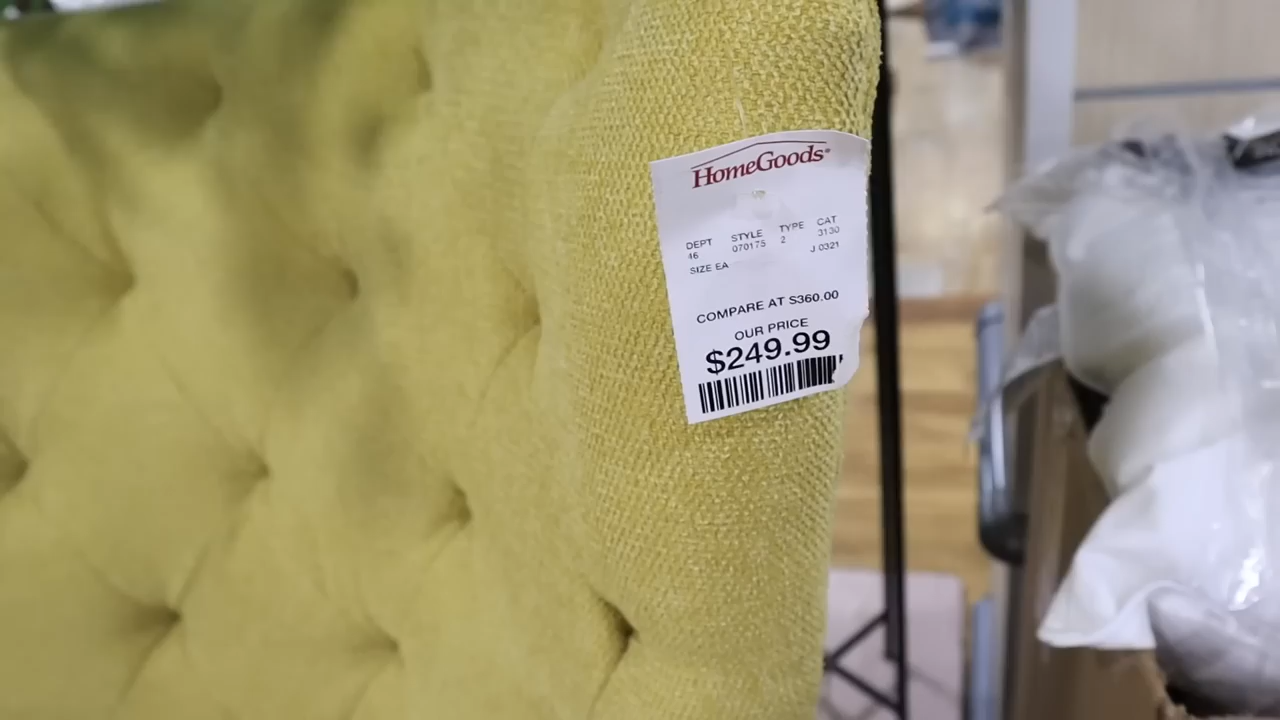 HomeGoods®
DEPT STYLE TYPE CAT
46 070175 2 3130
SIZE EA J.0321
COMPARE AT $360.00
OUR PRICE
$249.99